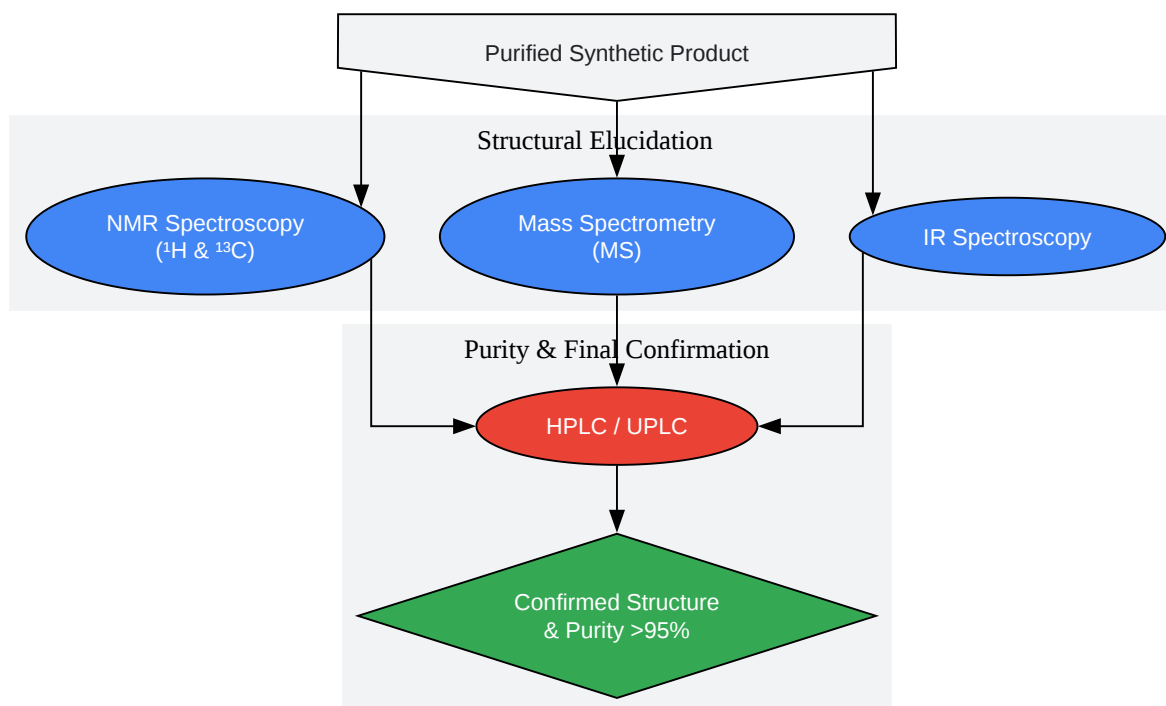 Purified Synthetic Product
Structural Elucidation
NMR Spectroscopy
(¹H & ¹³C)
Mass Spectrometry
(MS)
IR Spectroscopy
Purity & Final Confirmation
HPLC / UPLC
Confirmed Structure
& Purity >95%